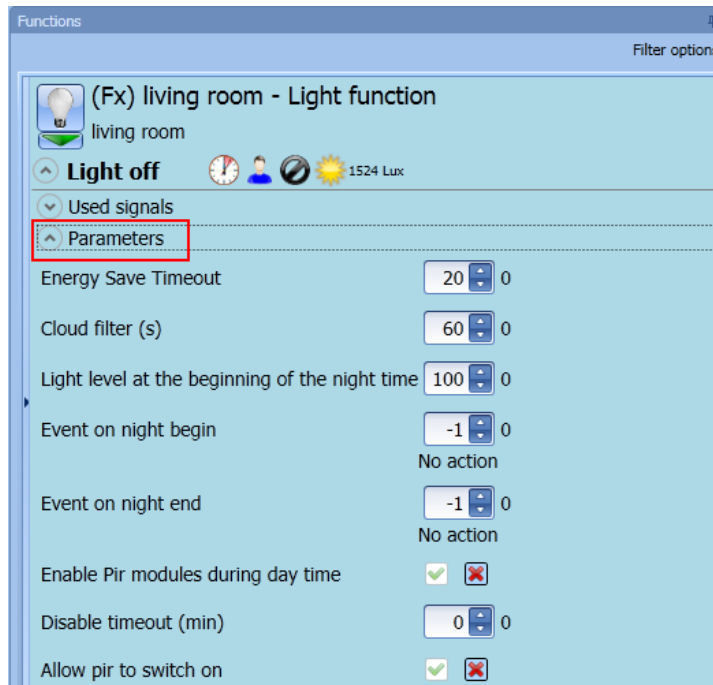 Functions
Filter options
(Fx) living room - Light function
living room
Light off 1524 Lux
Used signals
Parameters
Energy Save Timeout 20 0
Cloud filter (s) 60 0
Light level at the beginning of the night time 100 0
Event on night begin -1 0
No action
Event on night end -1 0
No action
Enable Pir modules during day time
Disable timeout (min) 0 0
Allow pir to switch on